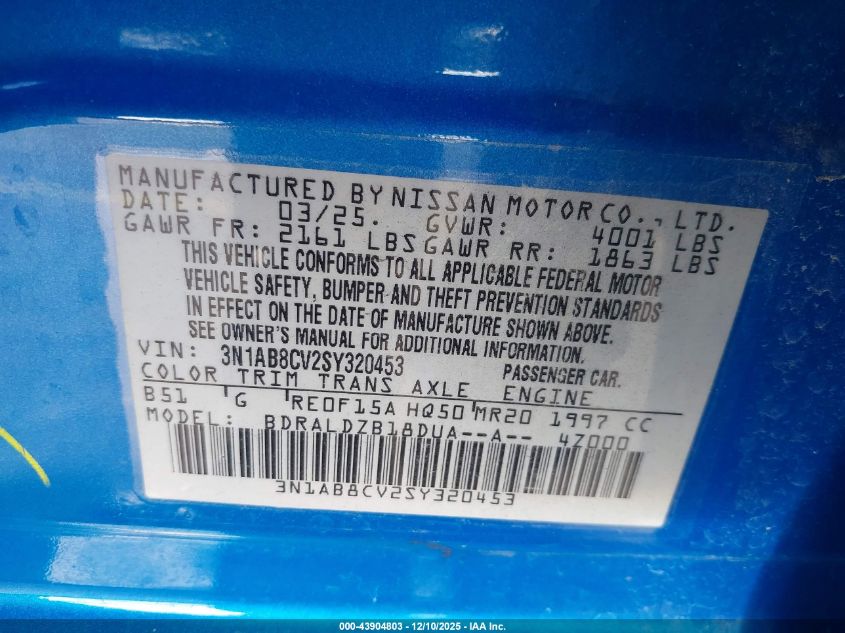 MANUFACTURED BY NISSAN MOTOR CO., LTD.
DATE: 03/25. GVWR: 4001 LBS
GAWR FR: 2161 LBS GAWR RR: 1863 LBS
THIS VEHICLE CONFORMS TO ALL APPLICABLE FEDERAL MOTOR
VEHICLE SAFETY, BUMPER AND THEFT PREVENTION STANDARDS
IN EFFECT ON THE DATE OF MANUFACTURE SHOWN ABOVE.
SEE OWNER'S MANUAL FOR ADDITIONAL INFORMATION.
VIN: 3N1AB8CV2SY320453 PASSENGER CAR.
COLOR TRIM TRANS AXLE ENGINE
B51 G RE0F15A HQ50 MR20 1997 CC
MODEL: BDRALDZB18DUA--A-- 4Z000
3N1AB8CV2SY320453
000-43904803 - 12/10/2025 - IAA Inc.